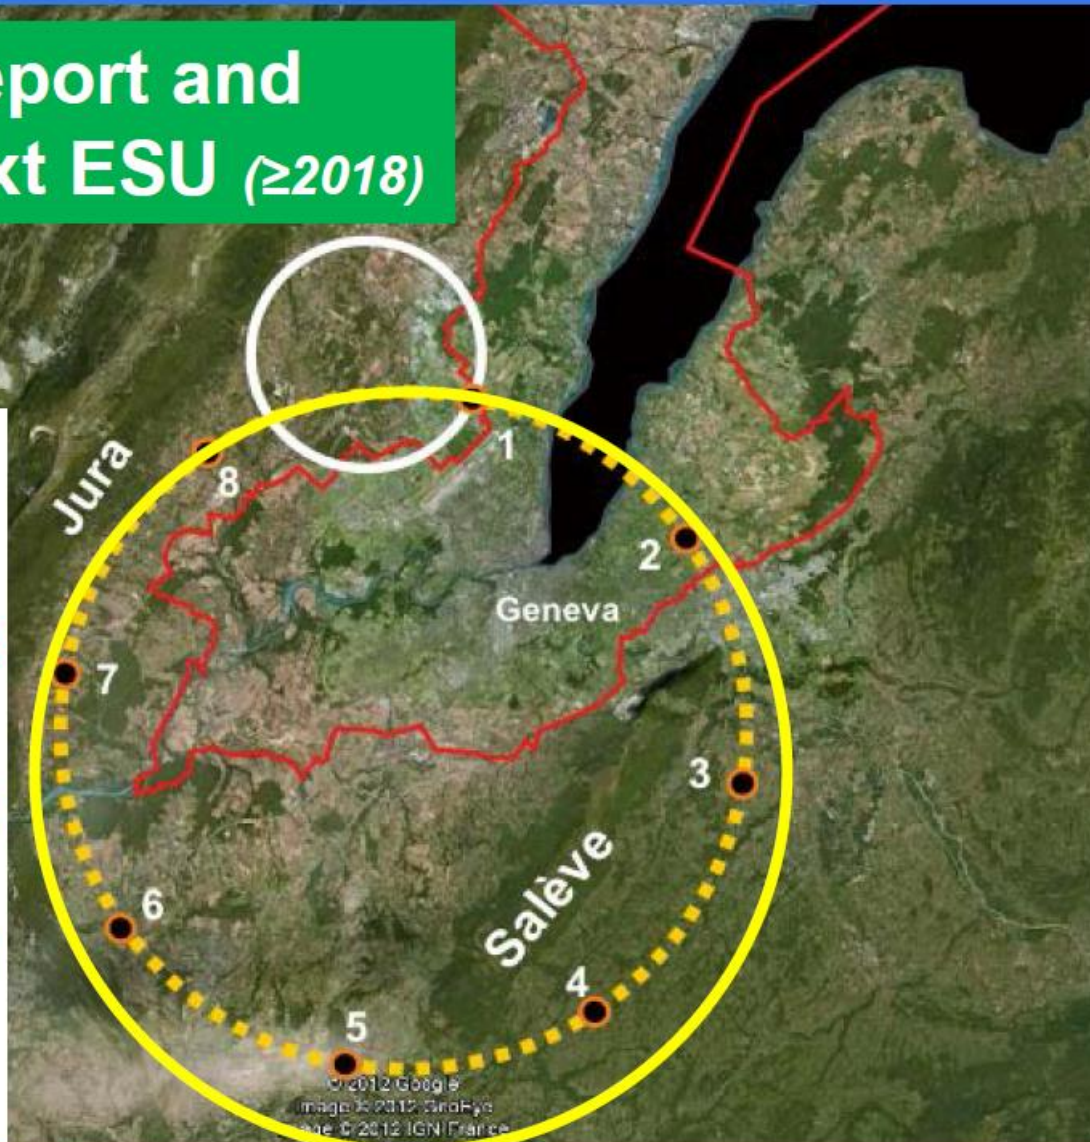 eport and
xt ESU (≥2018)
1
Jura
8
2
Geneva
7
3
Salève
6
4
5
© 2012 Google
Image © 2012 GeoEye
© 2012 IGN France